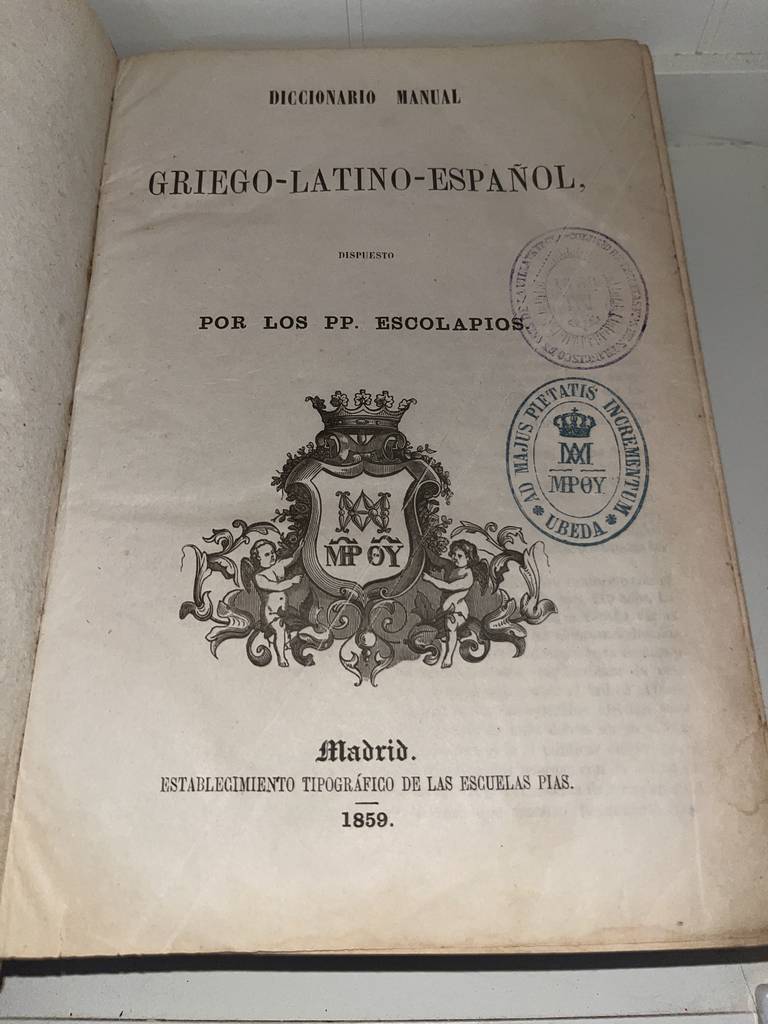 DICCIONARIO MANUAL
GRIEGO-LATINO-ESPAÑOL,
DISPUESTO
POR LOS PP. ESCOLAPIOS.
AD MAJUS PIETATIS INCREMENTUM
MPΘY
* UBEDA *
MP ΘY
Madrid.
ESTABLECIMIENTO TIPOGRÁFICO DE LAS ESCUELAS PIAS.
1859.